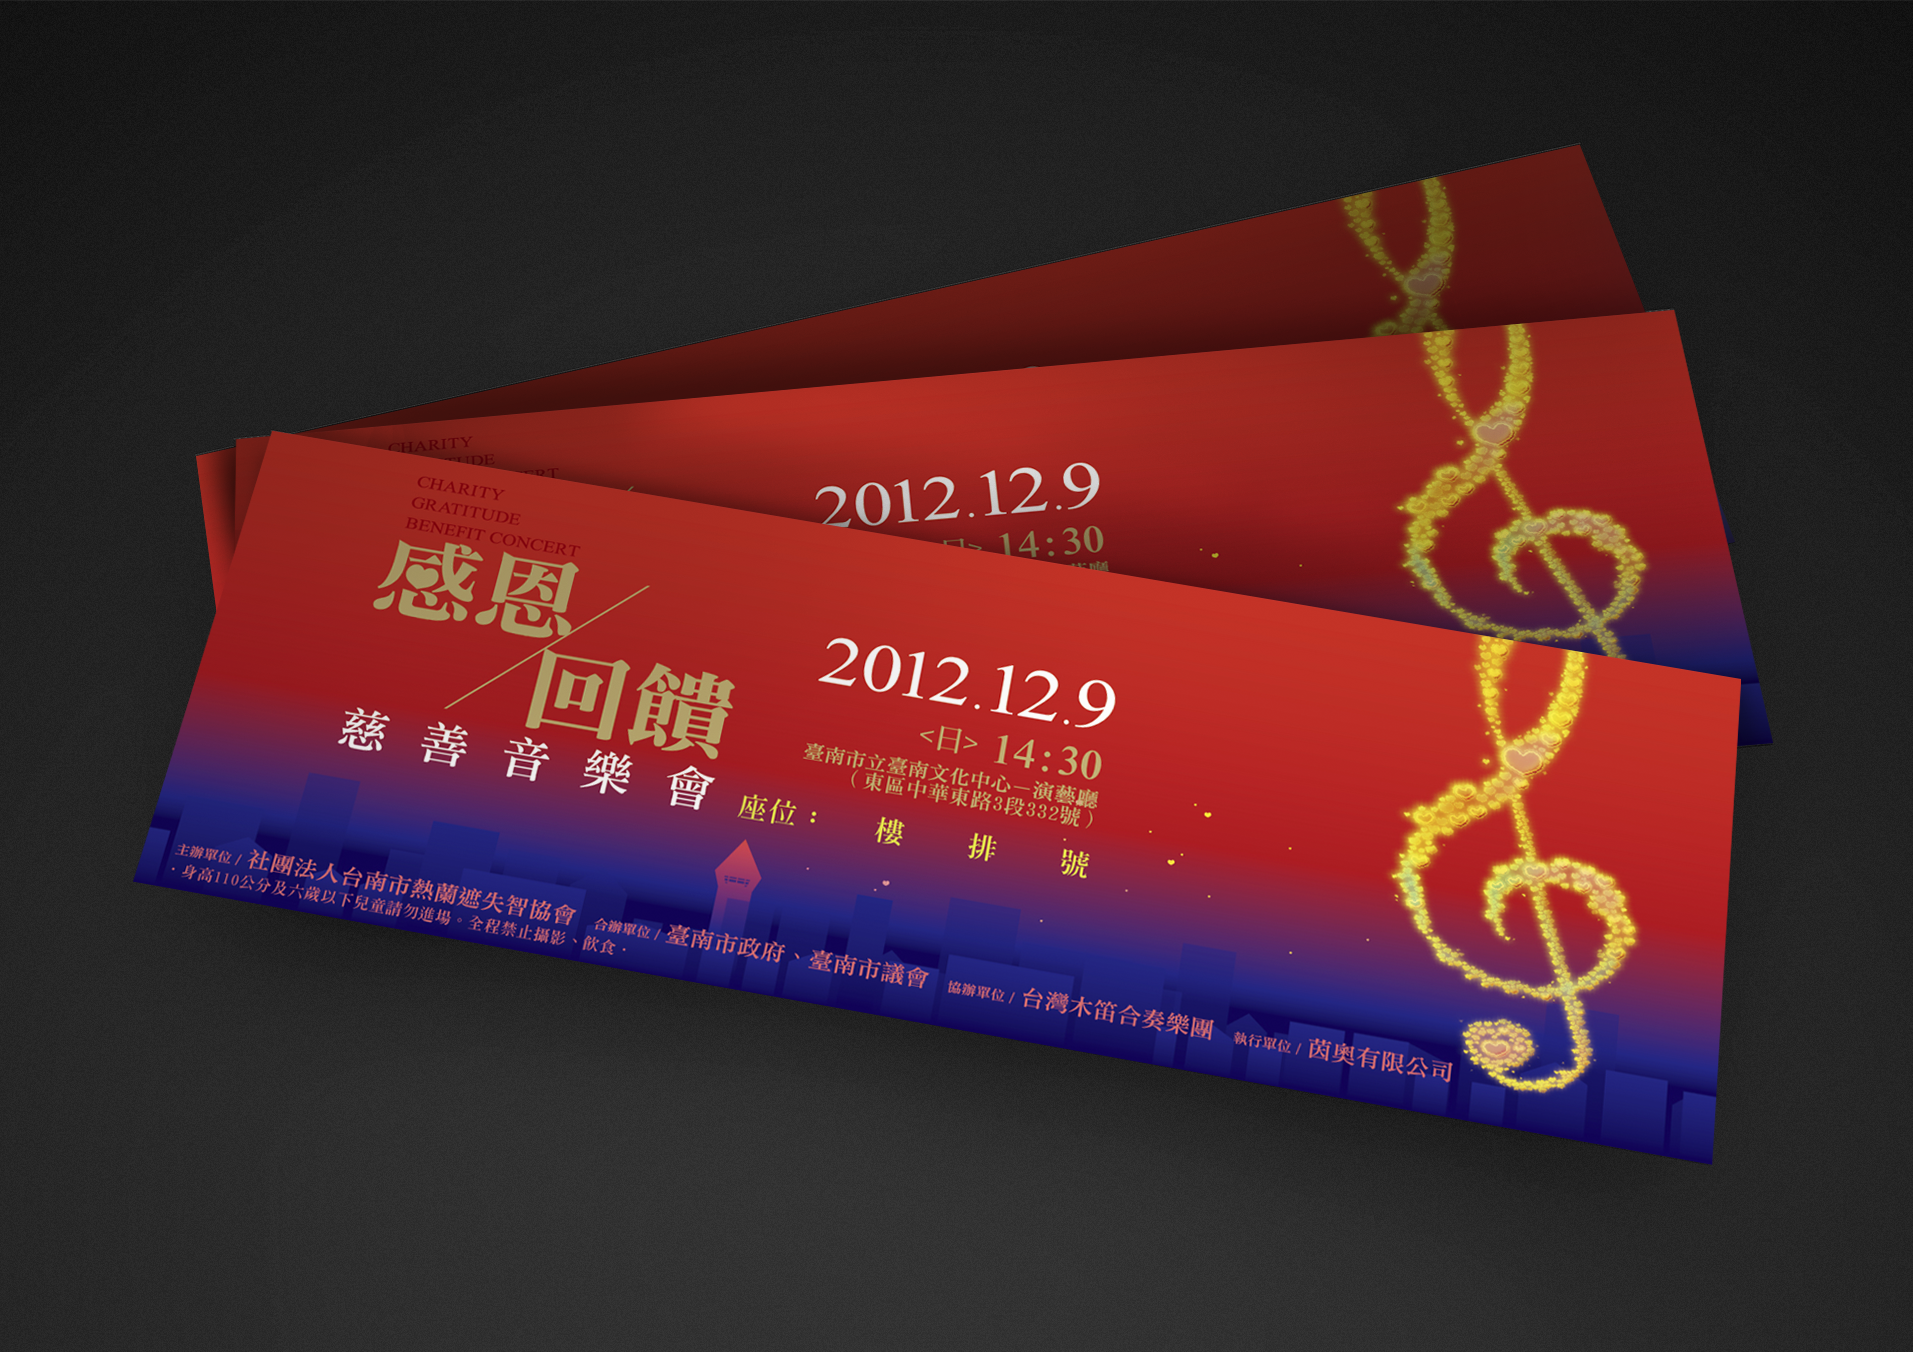 CHARITY
CHARITY
GRATITUDE
BENEFIT CONCERT
感恩
回饋
慈善音樂會
2012.12.9
<日> 14:30
臺南市立臺南文化中心－演藝廳
（東區中華東路3段332號）
座位： 樓 排 號
主辦單位 / 社團法人台南市熱蘭遮失智協會 合辦單位 / 臺南市政府、臺南市議會 協辦單位 / 台灣木笛合奏樂團 執行單位 / 茵奧有限公司
·身高110公分及六歲以下兒童請勿進場。全程禁止攝影、飲食·
2012.12.9
14:30